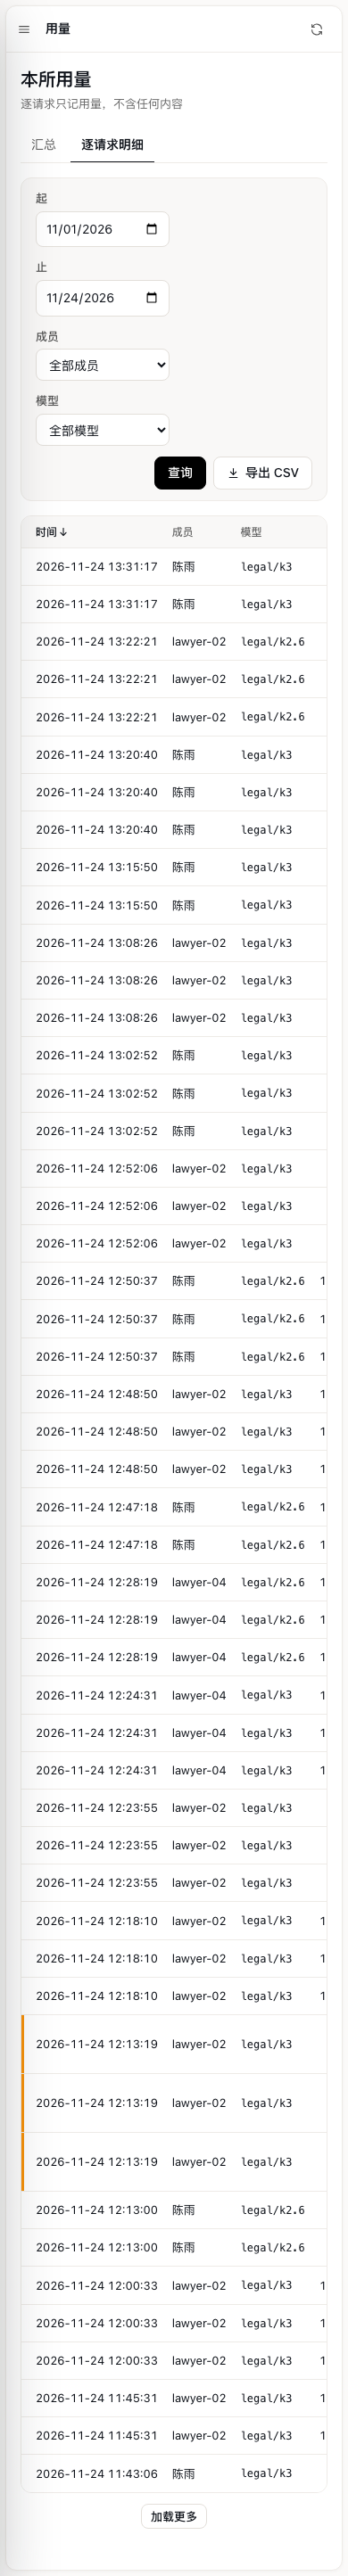 用量
本所用量
逐请求只记用量，不含任何内容
汇总 逐请求明细
起
11/01/2026
止
11/24/2026
成员
全部成员
模型
全部模型
查询 导出 CSV
时间 ↓ 成员 模型
2026-11-24 13:31:17 陈雨 legal/k3
2026-11-24 13:31:17 陈雨 legal/k3
2026-11-24 13:22:21 lawyer-02 legal/k2.6
2026-11-24 13:22:21 lawyer-02 legal/k2.6
2026-11-24 13:22:21 lawyer-02 legal/k2.6
2026-11-24 13:20:40 陈雨 legal/k3
2026-11-24 13:20:40 陈雨 legal/k3
2026-11-24 13:20:40 陈雨 legal/k3
2026-11-24 13:15:50 陈雨 legal/k3
2026-11-24 13:15:50 陈雨 legal/k3
2026-11-24 13:08:26 lawyer-02 legal/k3
2026-11-24 13:08:26 lawyer-02 legal/k3
2026-11-24 13:08:26 lawyer-02 legal/k3
2026-11-24 13:02:52 陈雨 legal/k3
2026-11-24 13:02:52 陈雨 legal/k3
2026-11-24 13:02:52 陈雨 legal/k3
2026-11-24 12:52:06 lawyer-02 legal/k3
2026-11-24 12:52:06 lawyer-02 legal/k3
2026-11-24 12:52:06 lawyer-02 legal/k3
2026-11-24 12:50:37 陈雨 legal/k2.6 1
2026-11-24 12:50:37 陈雨 legal/k2.6 1
2026-11-24 12:50:37 陈雨 legal/k2.6 1
2026-11-24 12:48:50 lawyer-02 legal/k3 1
2026-11-24 12:48:50 lawyer-02 legal/k3 1
2026-11-24 12:48:50 lawyer-02 legal/k3 1
2026-11-24 12:47:18 陈雨 legal/k2.6 1
2026-11-24 12:47:18 陈雨 legal/k2.6 1
2026-11-24 12:28:19 lawyer-04 legal/k2.6 1
2026-11-24 12:28:19 lawyer-04 legal/k2.6 1
2026-11-24 12:28:19 lawyer-04 legal/k2.6 1
2026-11-24 12:24:31 lawyer-04 legal/k3 1
2026-11-24 12:24:31 lawyer-04 legal/k3 1
2026-11-24 12:24:31 lawyer-04 legal/k3 1
2026-11-24 12:23:55 lawyer-02 legal/k3
2026-11-24 12:23:55 lawyer-02 legal/k3
2026-11-24 12:23:55 lawyer-02 legal/k3
2026-11-24 12:18:10 lawyer-02 legal/k3 1
2026-11-24 12:18:10 lawyer-02 legal/k3 1
2026-11-24 12:18:10 lawyer-02 legal/k3 1
2026-11-24 12:13:19 lawyer-02 legal/k3
2026-11-24 12:13:19 lawyer-02 legal/k3
2026-11-24 12:13:19 lawyer-02 legal/k3
2026-11-24 12:13:00 陈雨 legal/k2.6
2026-11-24 12:13:00 陈雨 legal/k2.6
2026-11-24 12:00:33 lawyer-02 legal/k3 1
2026-11-24 12:00:33 lawyer-02 legal/k3 1
2026-11-24 12:00:33 lawyer-02 legal/k3 1
2026-11-24 11:45:31 lawyer-02 legal/k3 1
2026-11-24 11:45:31 lawyer-02 legal/k3 1
2026-11-24 11:43:06 陈雨 legal/k3
加载更多